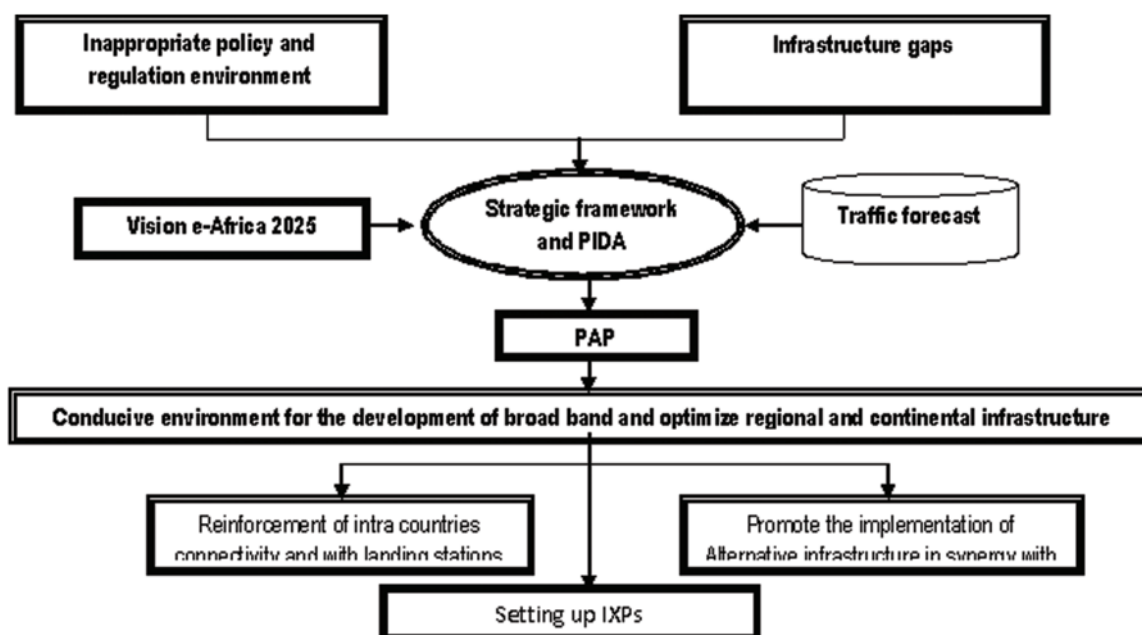 Inappropriate policy and
regulation environment
Infrastructure gaps
Vision e-Africa 2025
Strategic framework
and PIDA
Traffic forecast
PAP
Conducive environment for the development of broad band and optimize regional and continental infrastructure
Reinforcement of intra countries
connectivity and with landing stations
Promote the implementation of
Alternative infrastructure in synergy with
Setting up IXPs